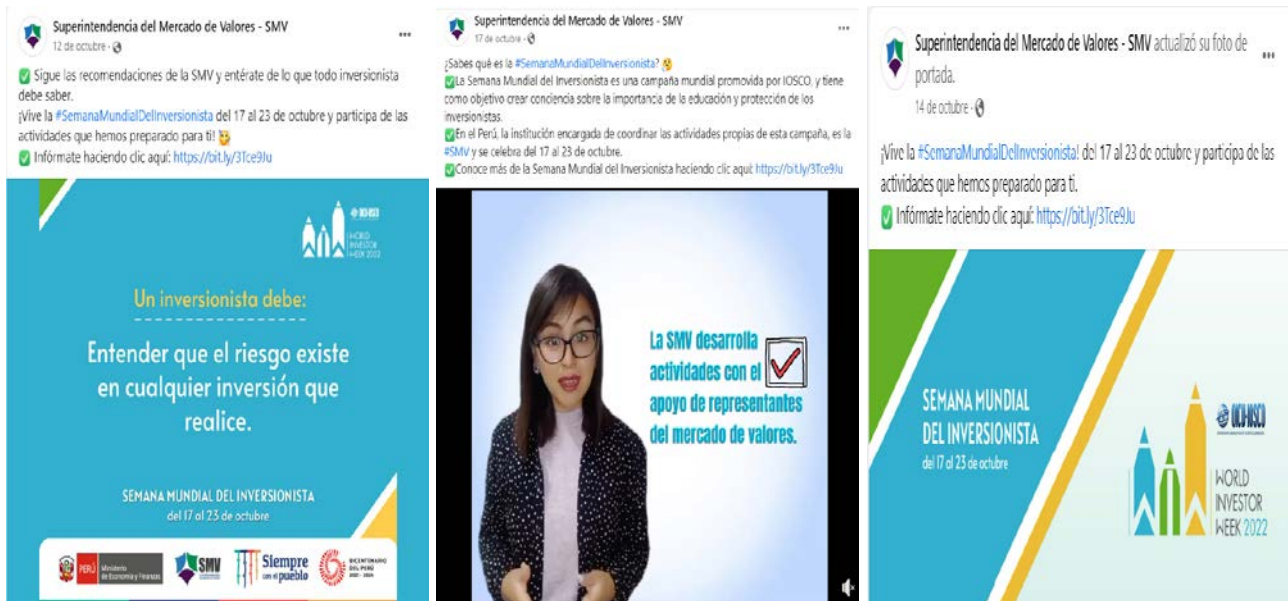 Superintendencia del Mercado de Valores - SMV
12 de octubre ·
Sigue las recomendaciones de la SMV y entérate de lo que todo inversionista
debe saber.
¡Vive la #SemanaMundialDelInversionista del 17 al 23 de octubre y participa de las
actividades que hemos preparado para ti!
Infórmate haciendo clic aquí: https://bit.ly/3Tce9Ju
OICU-IOSCO
WORLD
INVESTOR
WEEK 2022
Un inversionista debe:
Entender que el riesgo existe
en cualquier inversión que
realice.
SEMANA MUNDIAL DEL INVERSIONISTA
del 17 al 23 de octubre
PERÚ
Ministerio
de Economía y Finanzas
SMV
Siempre
con el pueblo
BICENTENARIO
DEL PERÚ
2021 - 2024
Superintendencia del Mercado de Valores - SMV
17 de octubre ·
¿Sabes qué es la #SemanaMundialDelInversionista?
La Semana Mundial del Inversionista es una campaña mundial promovida por IOSCO, y tiene
como objetivo crear conciencia sobre la importancia de la educación y protección de los
inversionistas.
En el Perú, la institución encargada de coordinar las actividades propias de esta campaña, es la
#SMV y se celebra del 17 al 23 de octubre.
Conoce más de la Semana Mundial del Inversionista haciendo clic aquí: https://bit.ly/3Tce9Ju
La SMV desarrolla
actividades con el
apoyo de representantes
del mercado de valores.
Superintendencia del Mercado de Valores - SMV actualizó su foto de
portada.
14 de octubre ·
¡Vive la #SemanaMundialDelInversionista! del 17 al 23 de octubre y participa de las
actividades que hemos preparado para ti.
Infórmate haciendo clic aquí: https://bit.ly/3Tce9Ju
SEMANA MUNDIAL
DEL INVERSIONISTA
del 17 al 23 de octubre
OICU-IOSCO
WORLD
INVESTOR
WEEK 2022